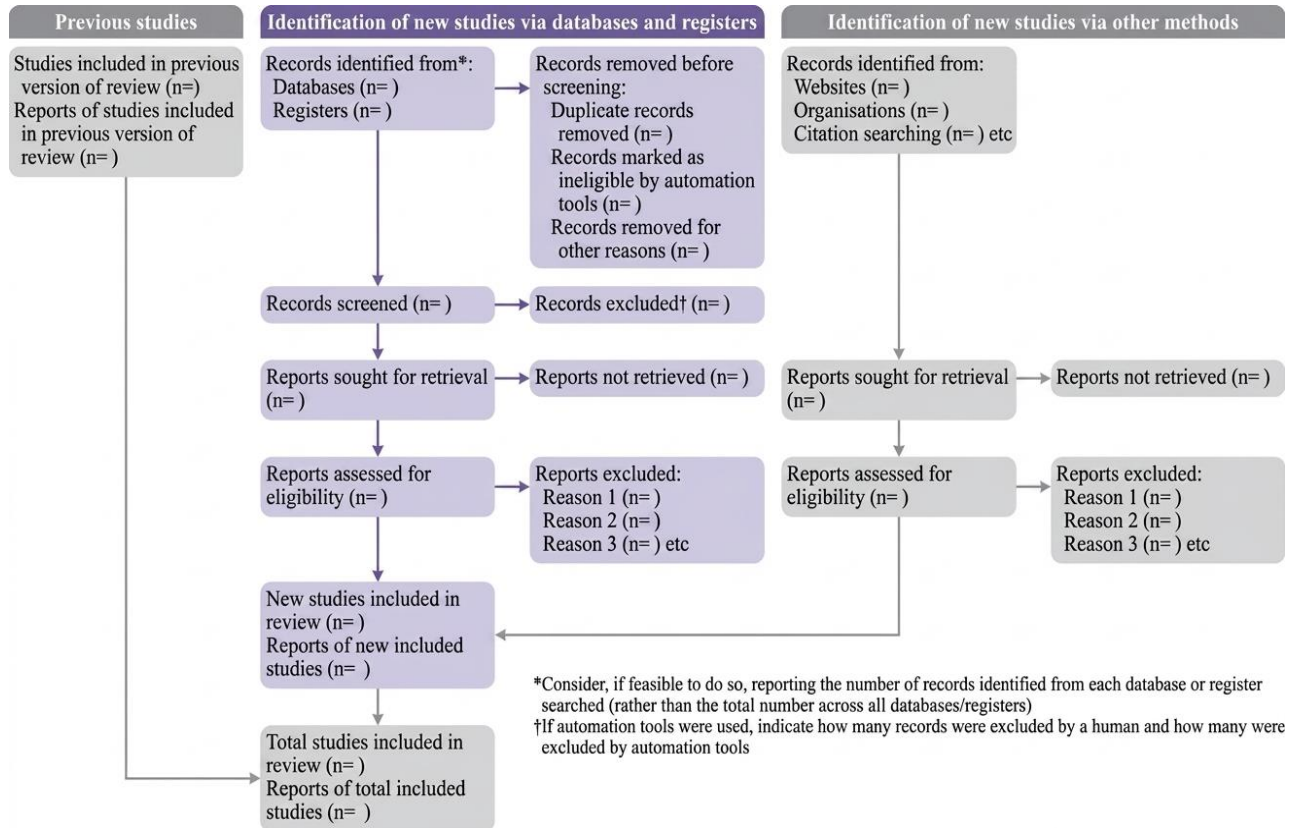 Previous studies
Studies included in previous
version of review (n=)
Reports of studies included
in previous version of
review (n= )
Identification of new studies via databases and registers
Records identified from*:
Databases (n= )
Registers (n= )
Records removed before
screening:
Duplicate records
removed (n= )
Records marked as
ineligible by automation
tools (n= )
Records removed for
other reasons (n= )
Records screened (n= )
Records excluded† (n= )
Reports sought for retrieval
(n= )
Reports not retrieved (n= )
Reports assessed for
eligibility (n= )
Reports excluded:
Reason 1 (n= )
Reason 2 (n= )
Reason 3 (n= ) etc
New studies included in
review (n= )
Reports of new included
studies (n= )
Total studies included in
review (n= )
Reports of total included
studies (n= )
Identification of new studies via other methods
Records identified from:
Websites (n= )
Organisations (n= )
Citation searching (n= ) etc
Reports sought for retrieval
(n= )
Reports not retrieved (n= )
Reports assessed for
eligibility (n= )
Reports excluded:
Reason 1 (n= )
Reason 2 (n= )
Reason 3 (n= ) etc
*Consider, if feasible to do so, reporting the number of records identified from each database or register
searched (rather than the total number across all databases/registers)
†If automation tools were used, indicate how many records were excluded by a human and how many were
excluded by automation tools